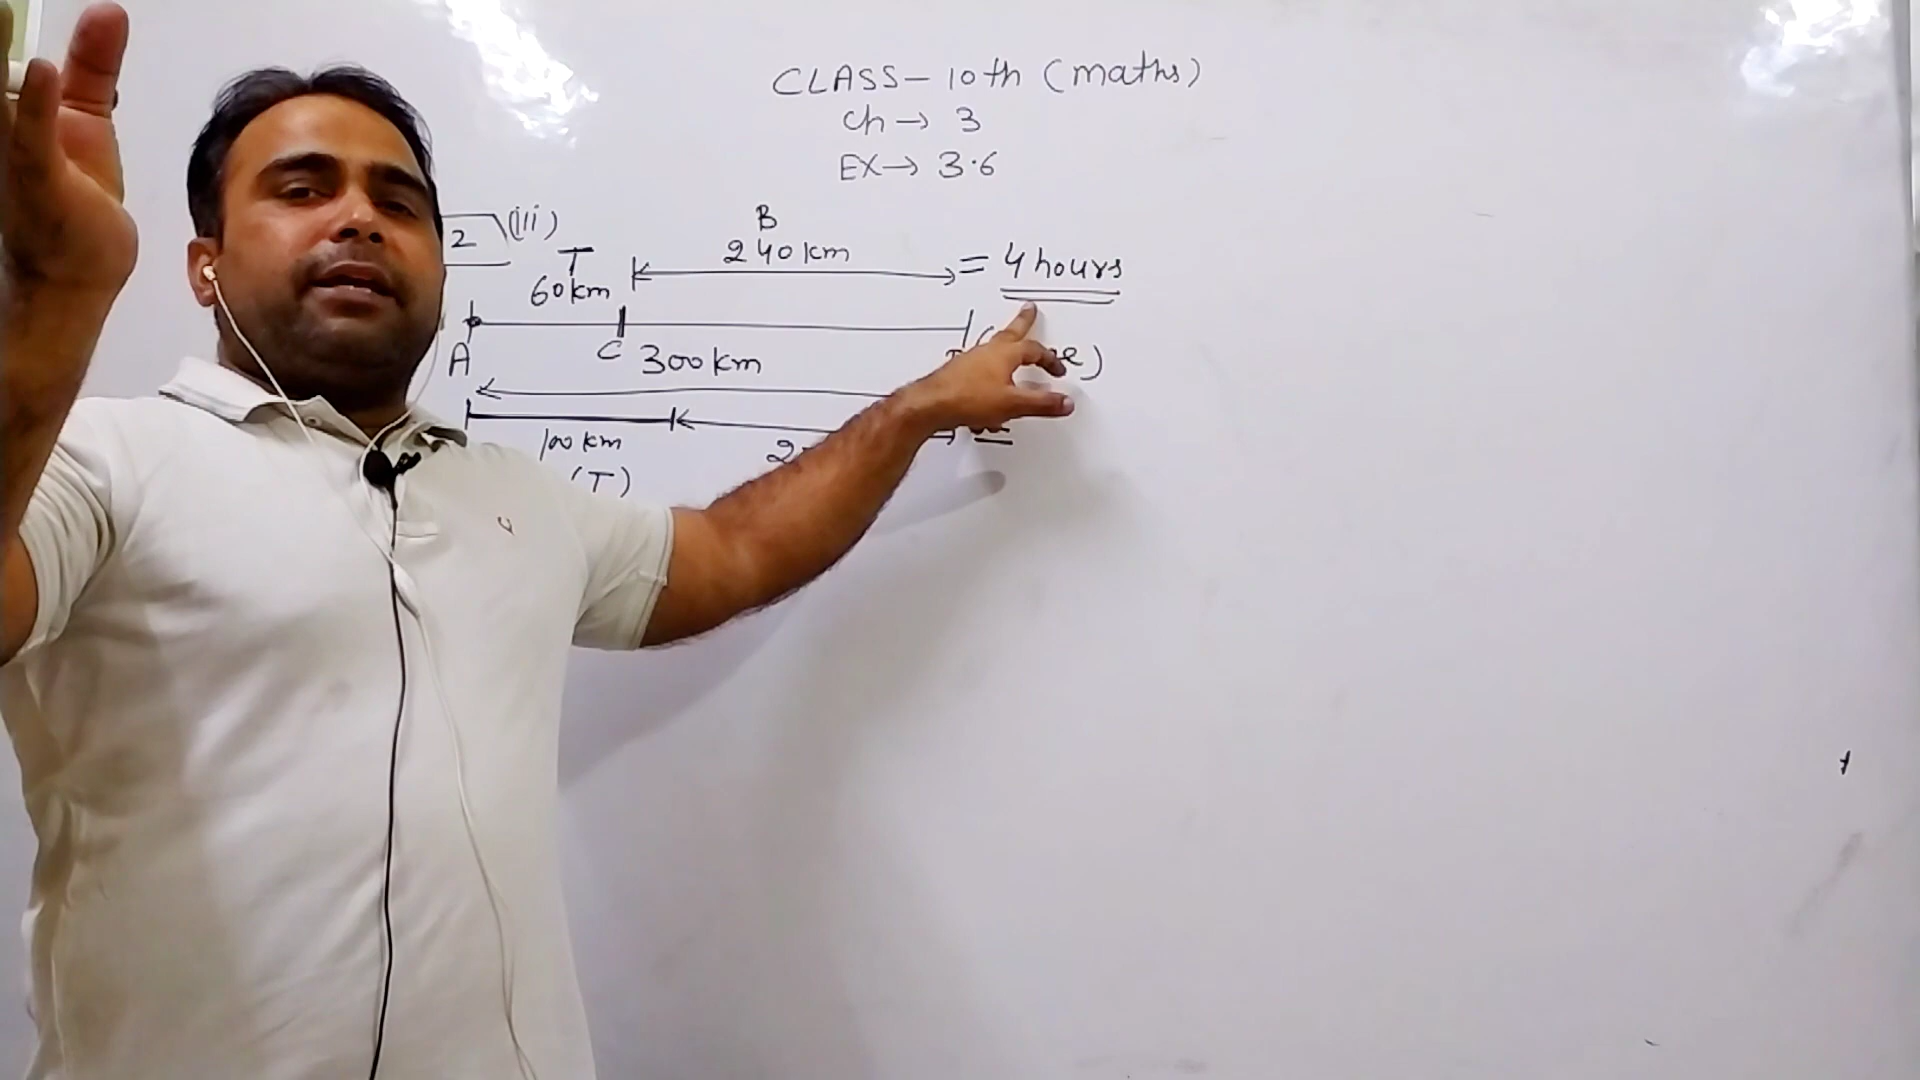 CLASS - 10th (maths)
Ch → 3
EX → 3.6
2 (iii)
B
T
240 km = 4 hours
60 km
A C 300 km
100 km
(T)